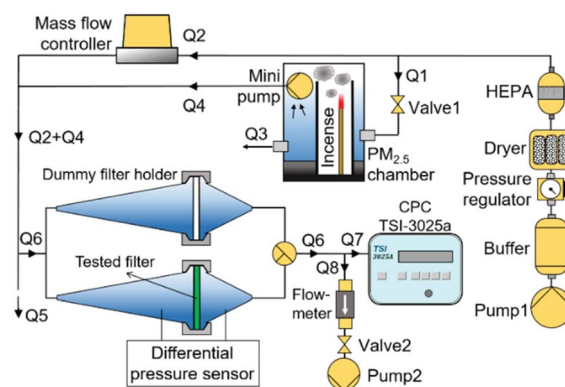 Mass flow
controller
Q2
Mini
pump
Q4
Q3
Incense
Q1
Valve1
PM2.5
chamber
HEPA
Dryer
Pressure
regulator
Buffer
Pump1
Q2+Q4
Dummy filter holder
Q6
Tested filter
Q5
Differential
pressure sensor
Q6
Q7
Q8
CPC
TSI-3025a
TSI
3025A
Flow-
meter
Valve2
Pump2